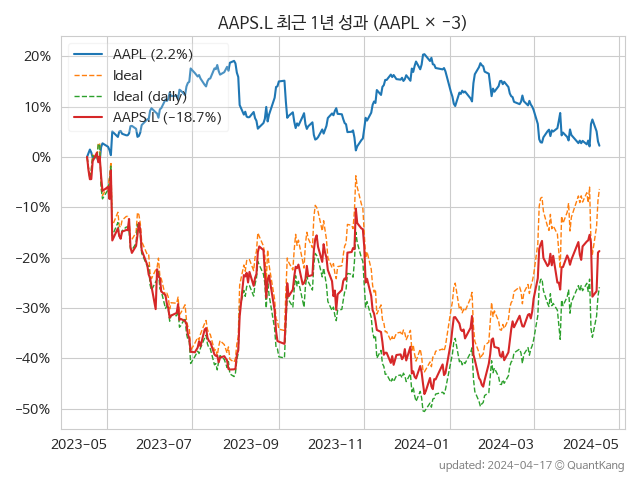 AAPS.L 최근 1년 성과 (AAPL × −3)
20%
10%
0%
−10%
−20%
−30%
−40%
−50%
AAPL (2.2%)
Ideal
Ideal (daily)
AAPS.L (−18.7%)
2023-05 2023-07 2023-09 2023-11 2024-01 2024-03 2024-05
updated: 2024-04-17 © QuantKang